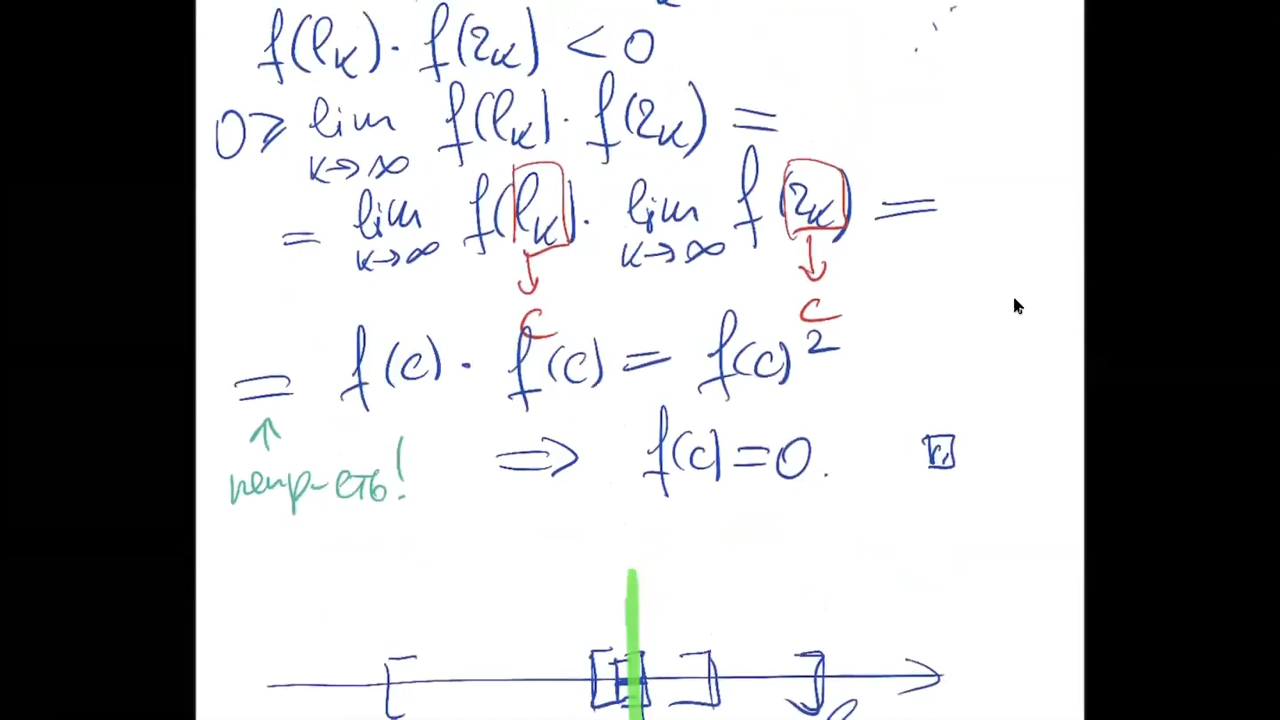 f(l_k) · f(r_k) < 0
0 ⩾ lim_{k→∞} f(l_k) · f(r_k) =
= lim_{k→∞} f(l_k) · lim_{k→∞} f(r_k) =
↓ c ↓ c
= f(c) · f(c) = f(c)²
↑
непр-сть!
⟹ f(c) = 0.